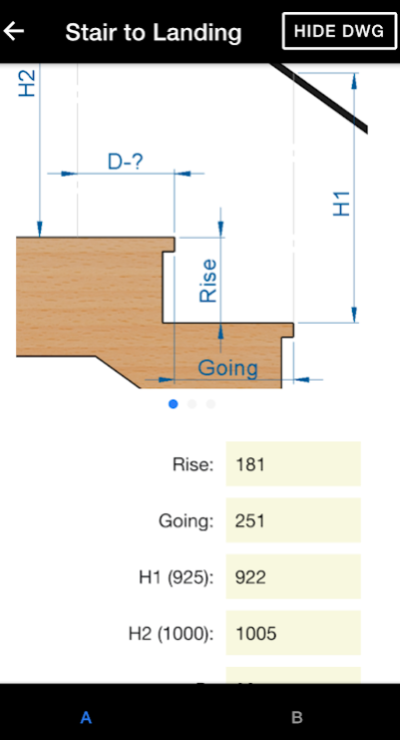 Stair to Landing
HIDE DWG
H2
D-?
H1
Rise
Going
Rise: 181
Going: 251
H1 (925): 922
H2 (1000): 1005
A
B